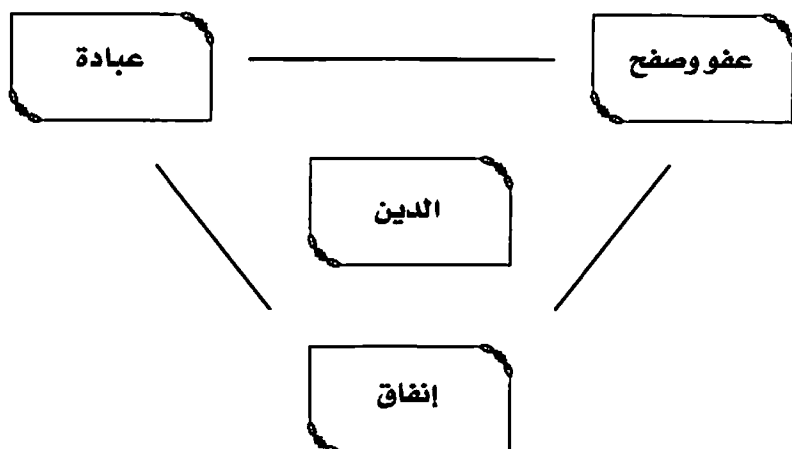 عفو وصفح
عبادة
الدين
إنفاق